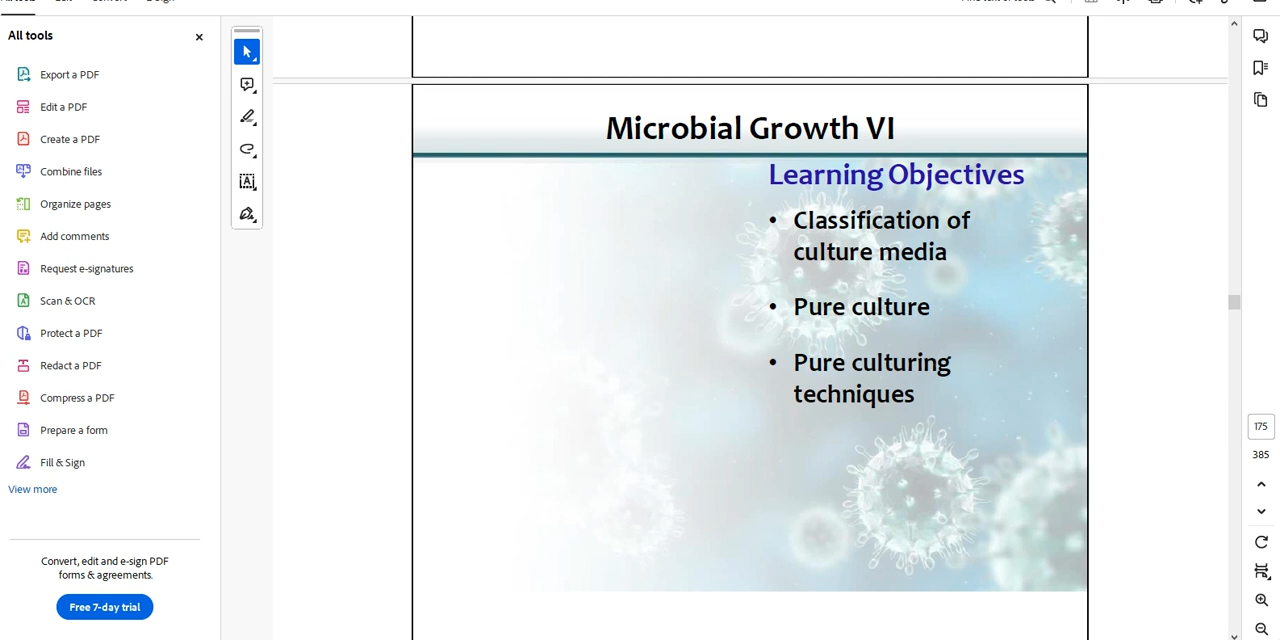 All tools
×
Export a PDF
Edit a PDF
Create a PDF
Combine files
Organize pages
Add comments
Request e-signatures
Scan & OCR
Protect a PDF
Redact a PDF
Compress a PDF
Prepare a form
Fill & Sign
View more
Convert, edit and e-sign PDF
forms & agreements.
Free 7-day trial
Microbial Growth VI
Learning Objectives
• Classification of
culture media
• Pure culture
• Pure culturing
techniques
175
385